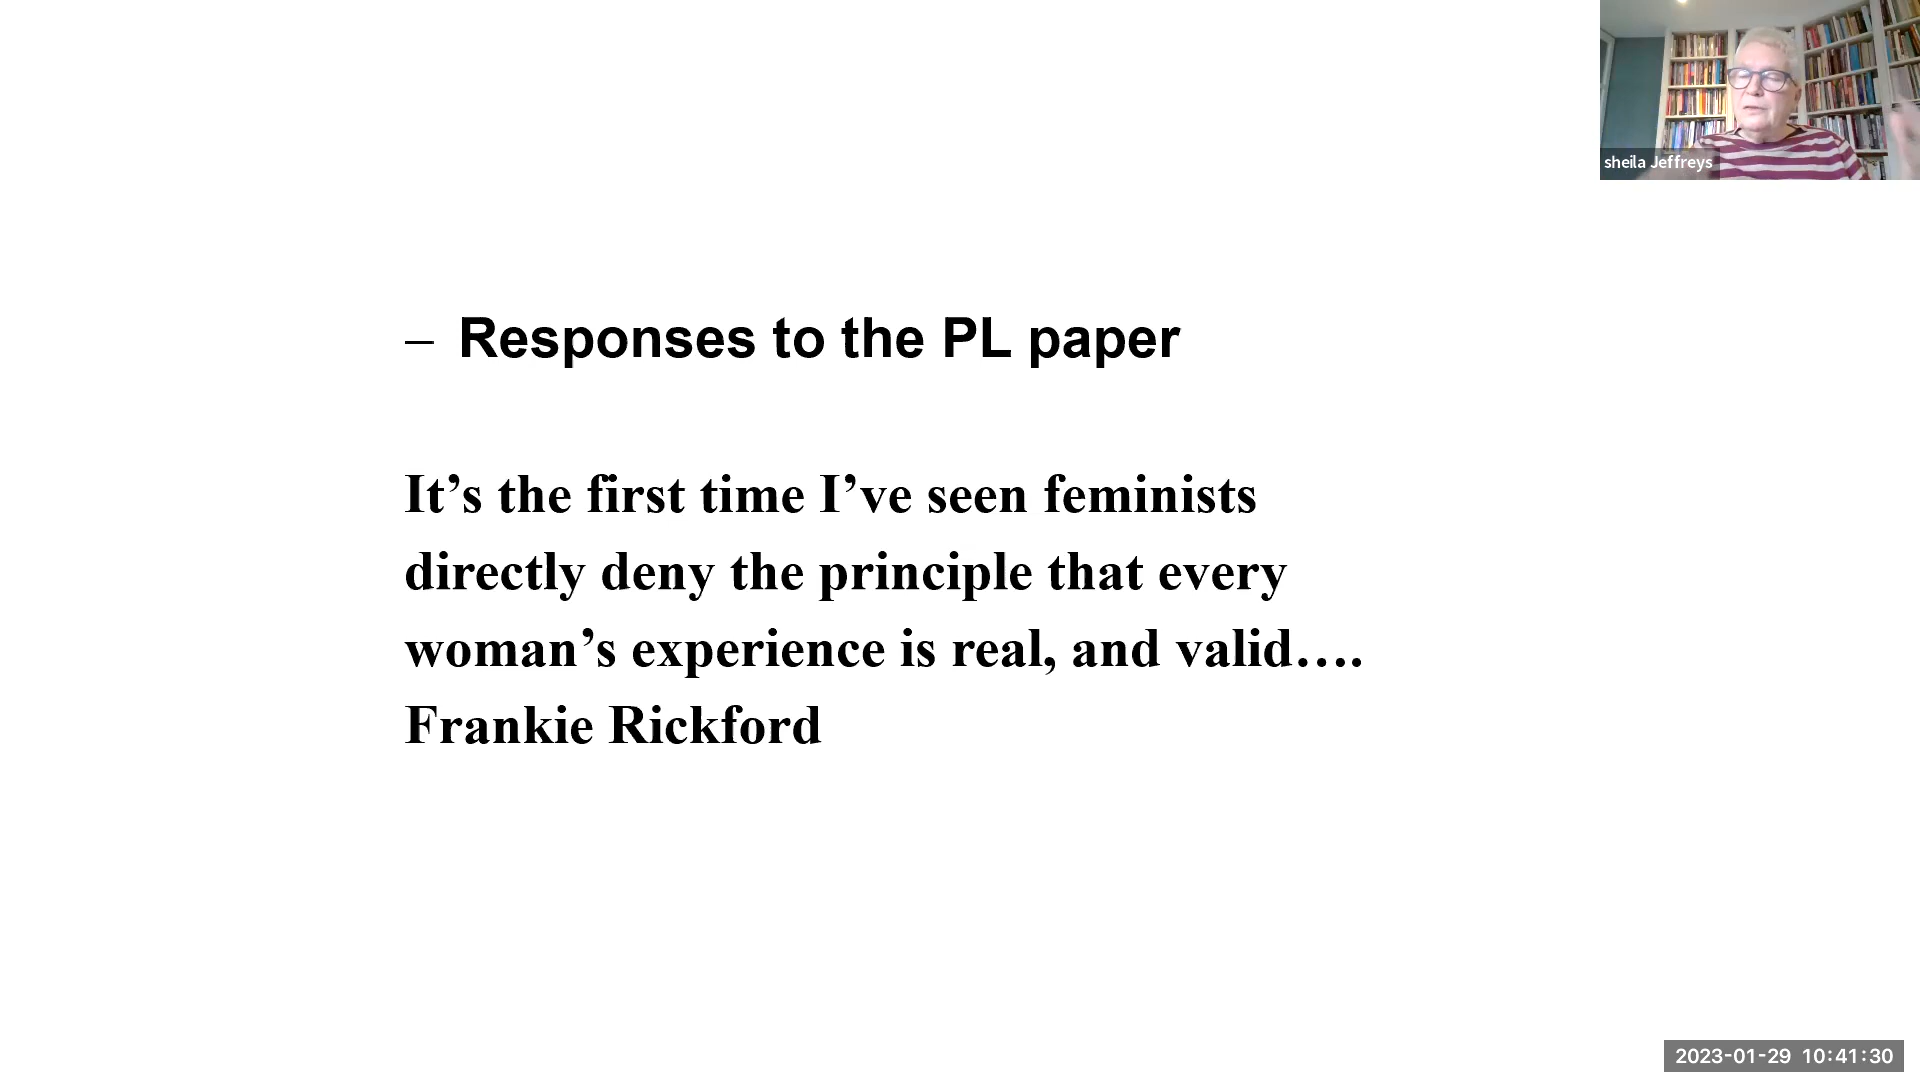 sheila Jeffreys
– Responses to the PL paper
It’s the first time I’ve seen feminists
directly deny the principle that every
woman’s experience is real, and valid….
Frankie Rickford
2023-01-29 10:41:30